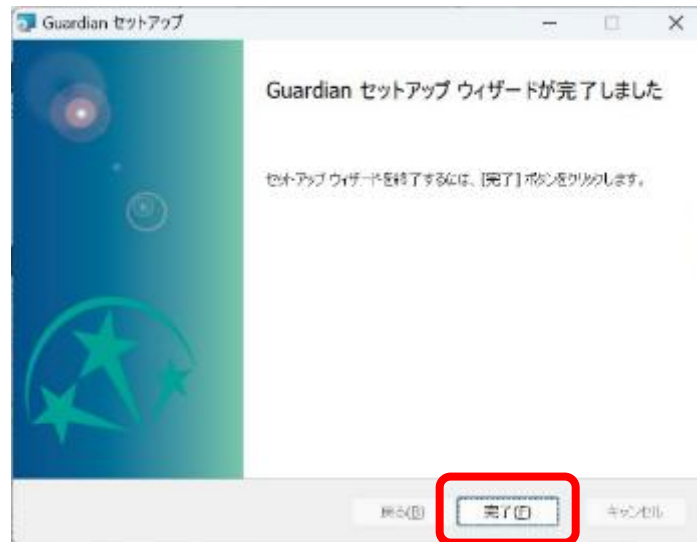 Guardian セットアップ
Guardian セットアップ ウィザードが完了しました
セットアップ ウィザードを終了するには、[完了] ボタンをクリックします。
戻る(B) 完了(F) キャンセル